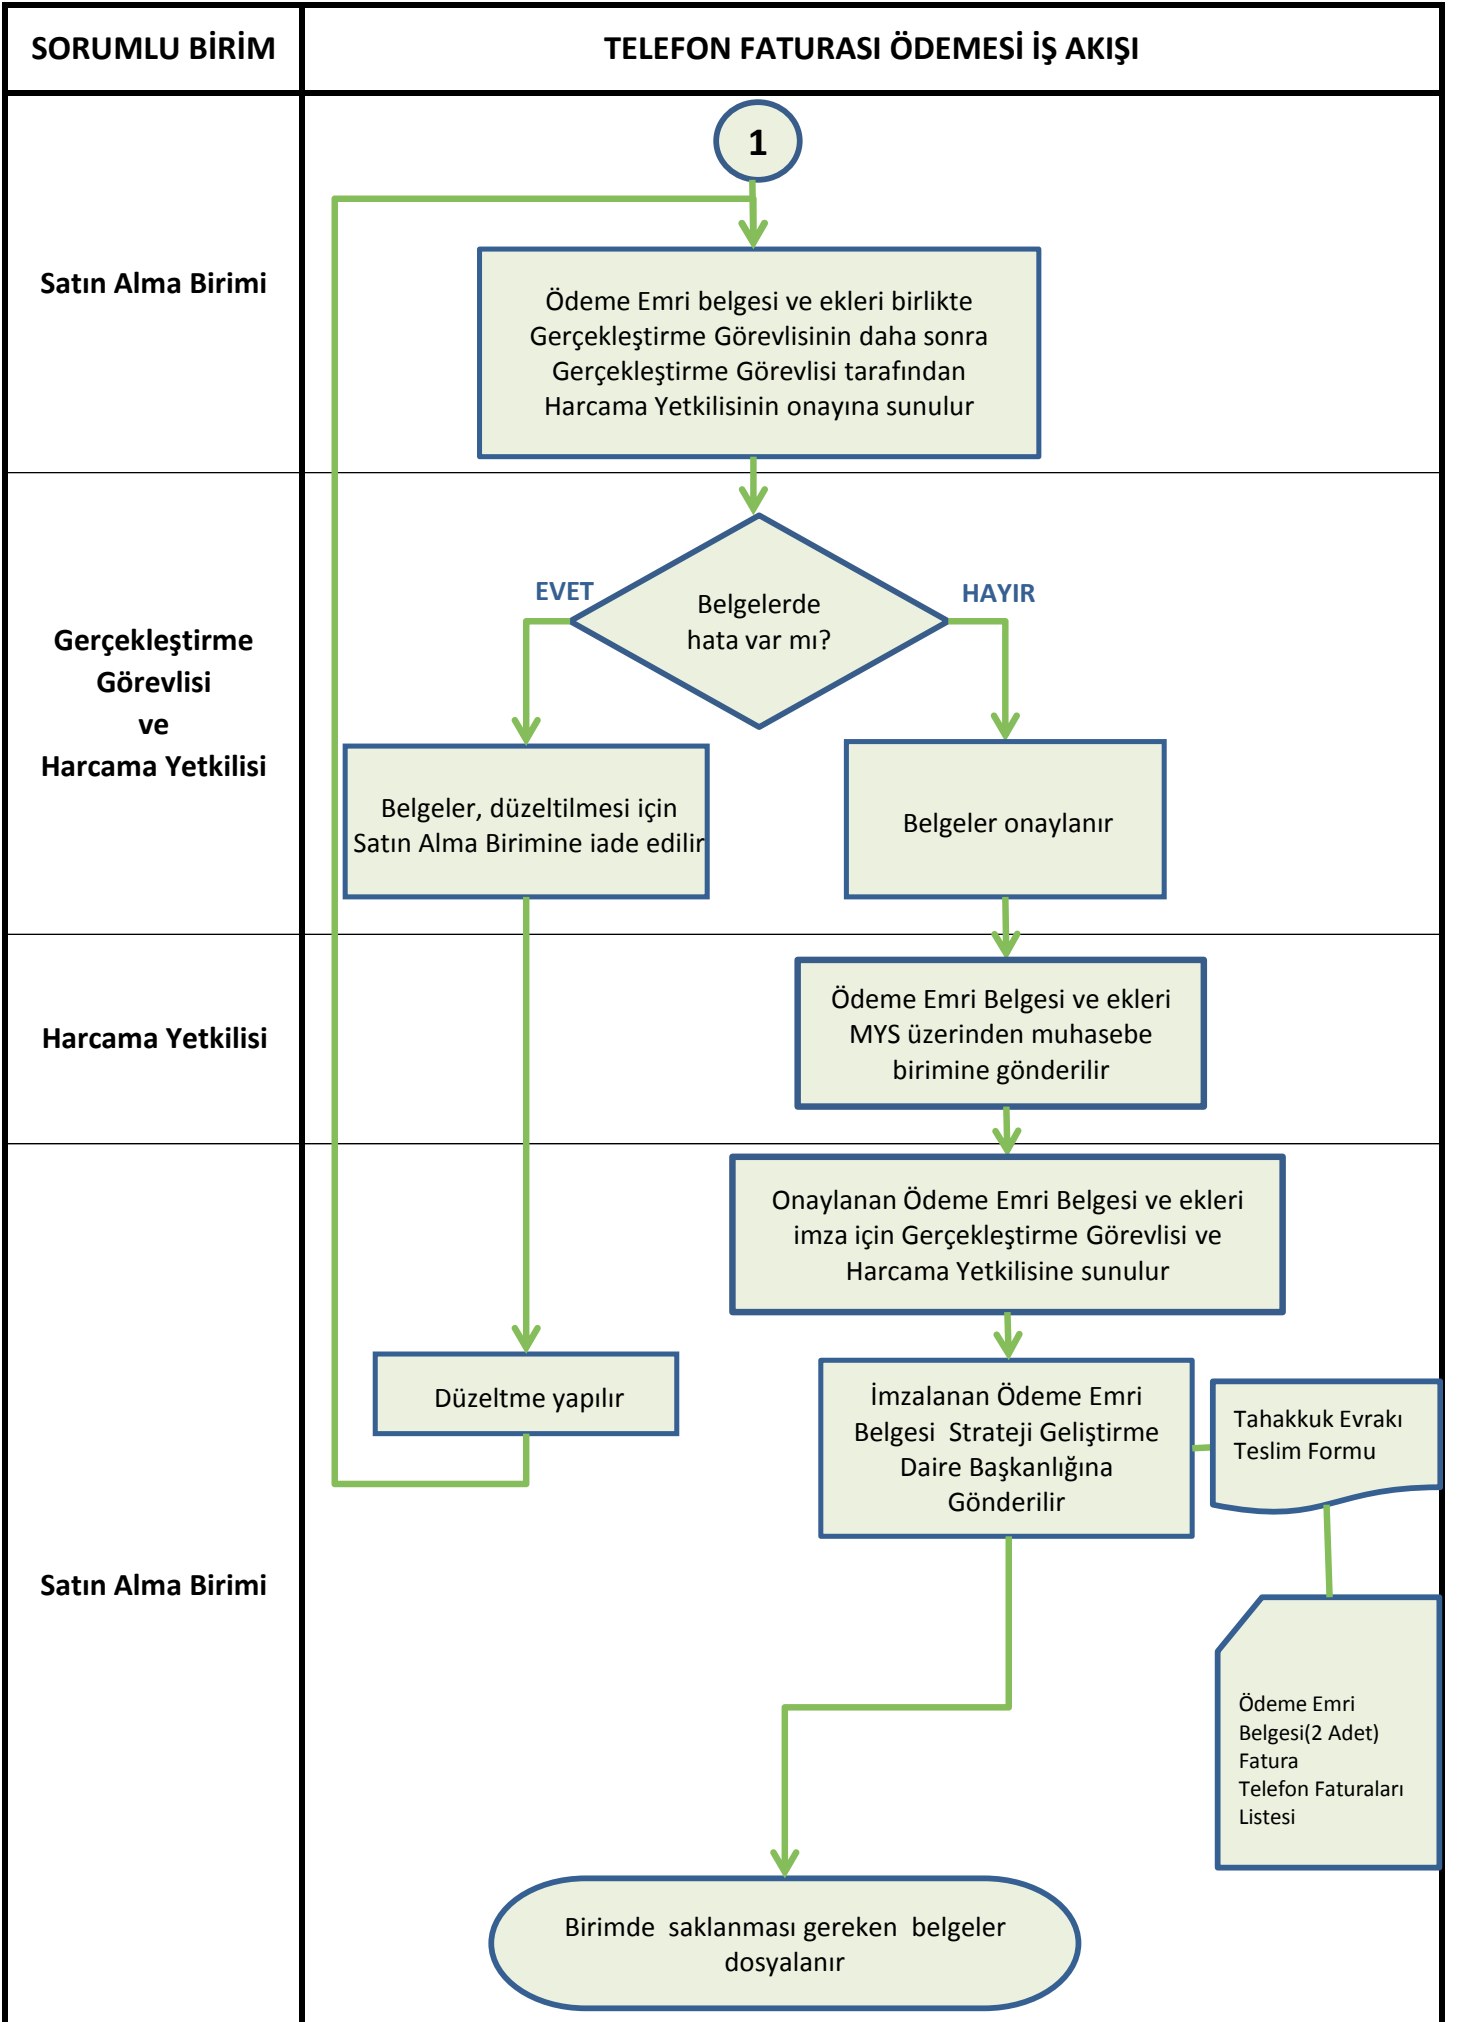 SORUMLU BİRİM
TELEFON FATURASI ÖDEMESİ İŞ AKIŞI
1
Satın Alma Birimi
Ödeme Emri belgesi ve ekleri birlikte
Gerçekleştirme Görevlisinin daha sonra
Gerçekleştirme Görevlisi tarafından
Harcama Yetkilisinin onayına sunulur
Gerçekleştirme
Görevlisi
ve
Harcama Yetkilisi
EVET
Belgelerde
hata var mı?
HAYIR
Belgeler, düzeltilmesi için
Satın Alma Birimine iade edilir
Belgeler onaylanır
Harcama Yetkilisi
Ödeme Emri Belgesi ve ekleri
MYS üzerinden muhasebe
birimine gönderilir
Satın Alma Birimi
Onaylanan Ödeme Emri Belgesi ve ekleri
imza için Gerçekleştirme Görevlisi ve
Harcama Yetkilisine sunulur
Düzeltme yapılır
İmzalanan Ödeme Emri
Belgesi  Strateji Geliştirme
Daire Başkanlığına
Gönderilir
Tahakkuk Evrakı
Teslim Formu
Ödeme Emri
Belgesi(2 Adet)
Fatura
Telefon Faturaları
Listesi
Birimde  saklanması gereken  belgeler
dosyalanır